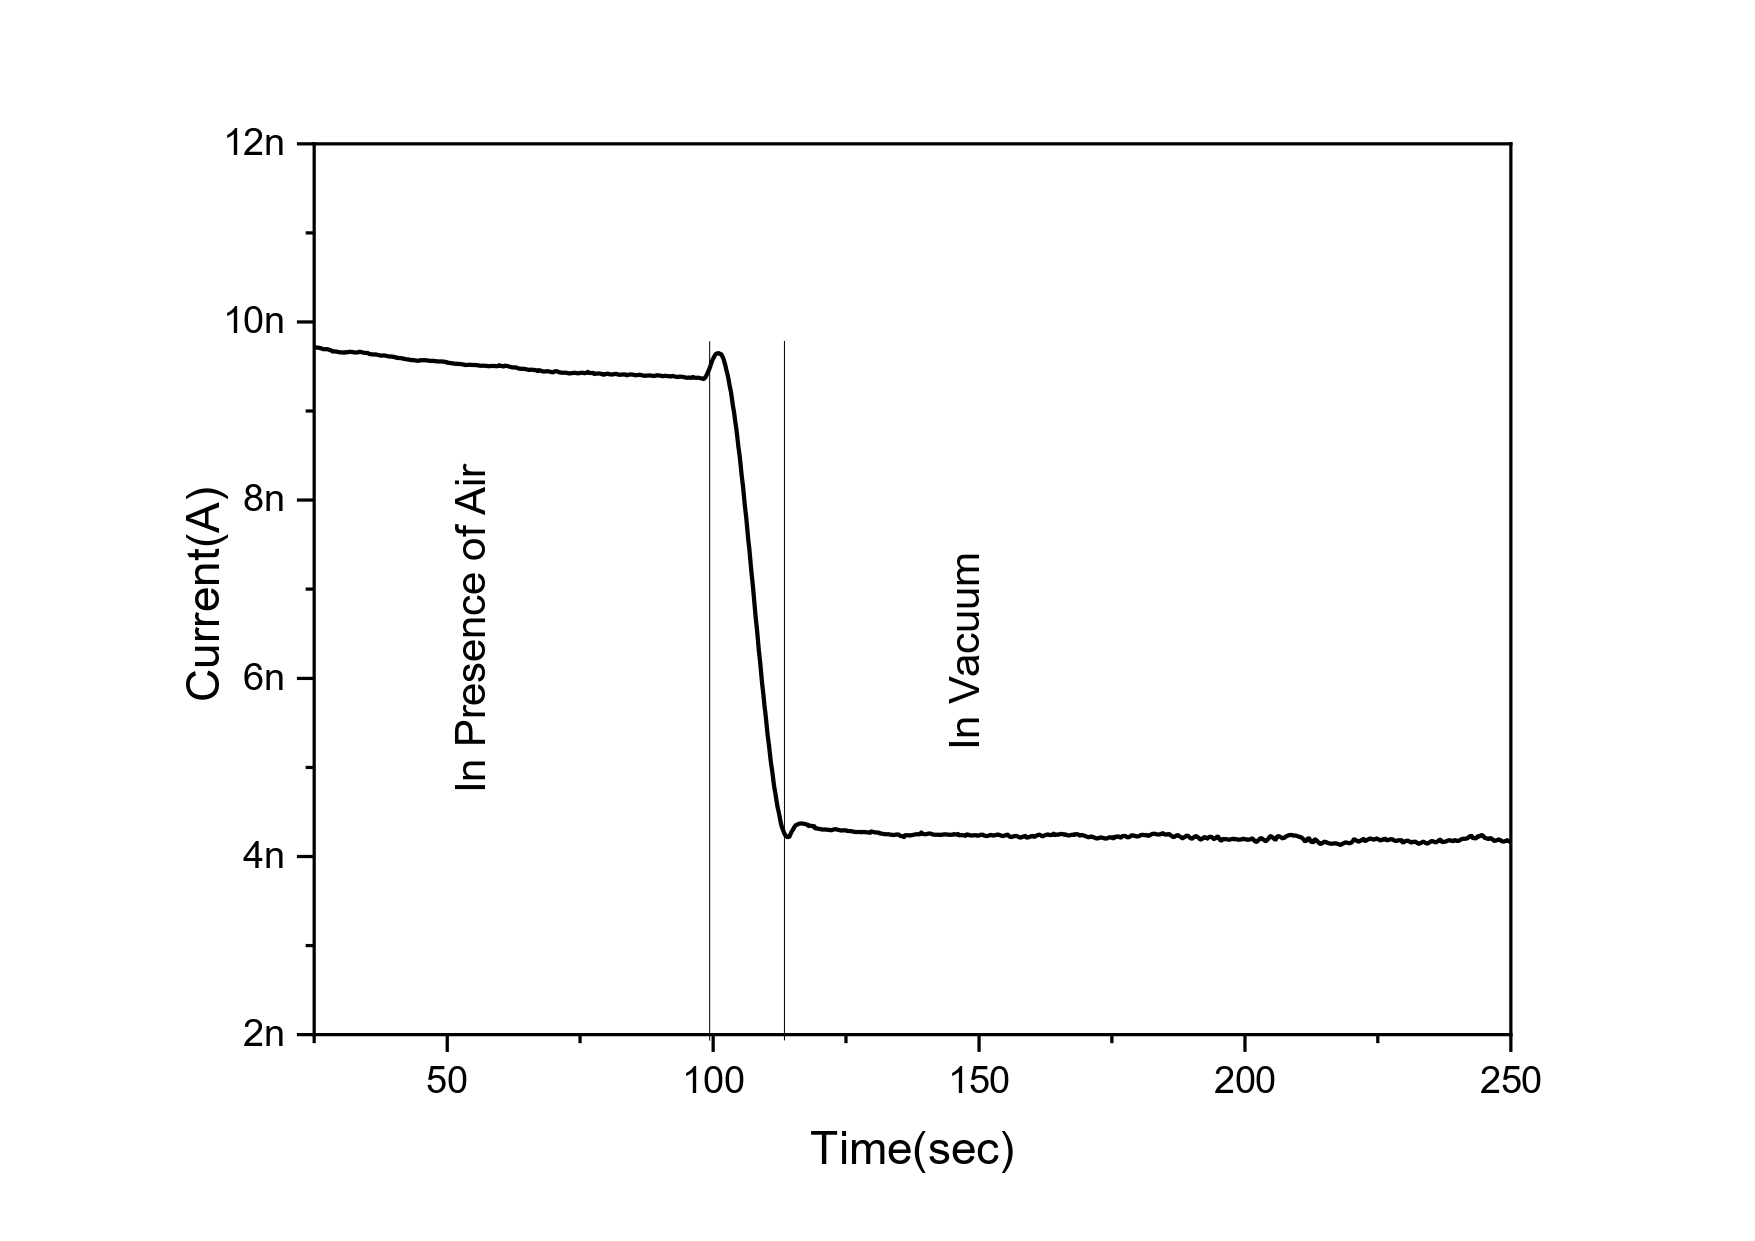 12n
10n
8n
6n
4n
2n
Current(A)
In Presence of Air
In Vacuum
50
100
150
200
250
Time(sec)